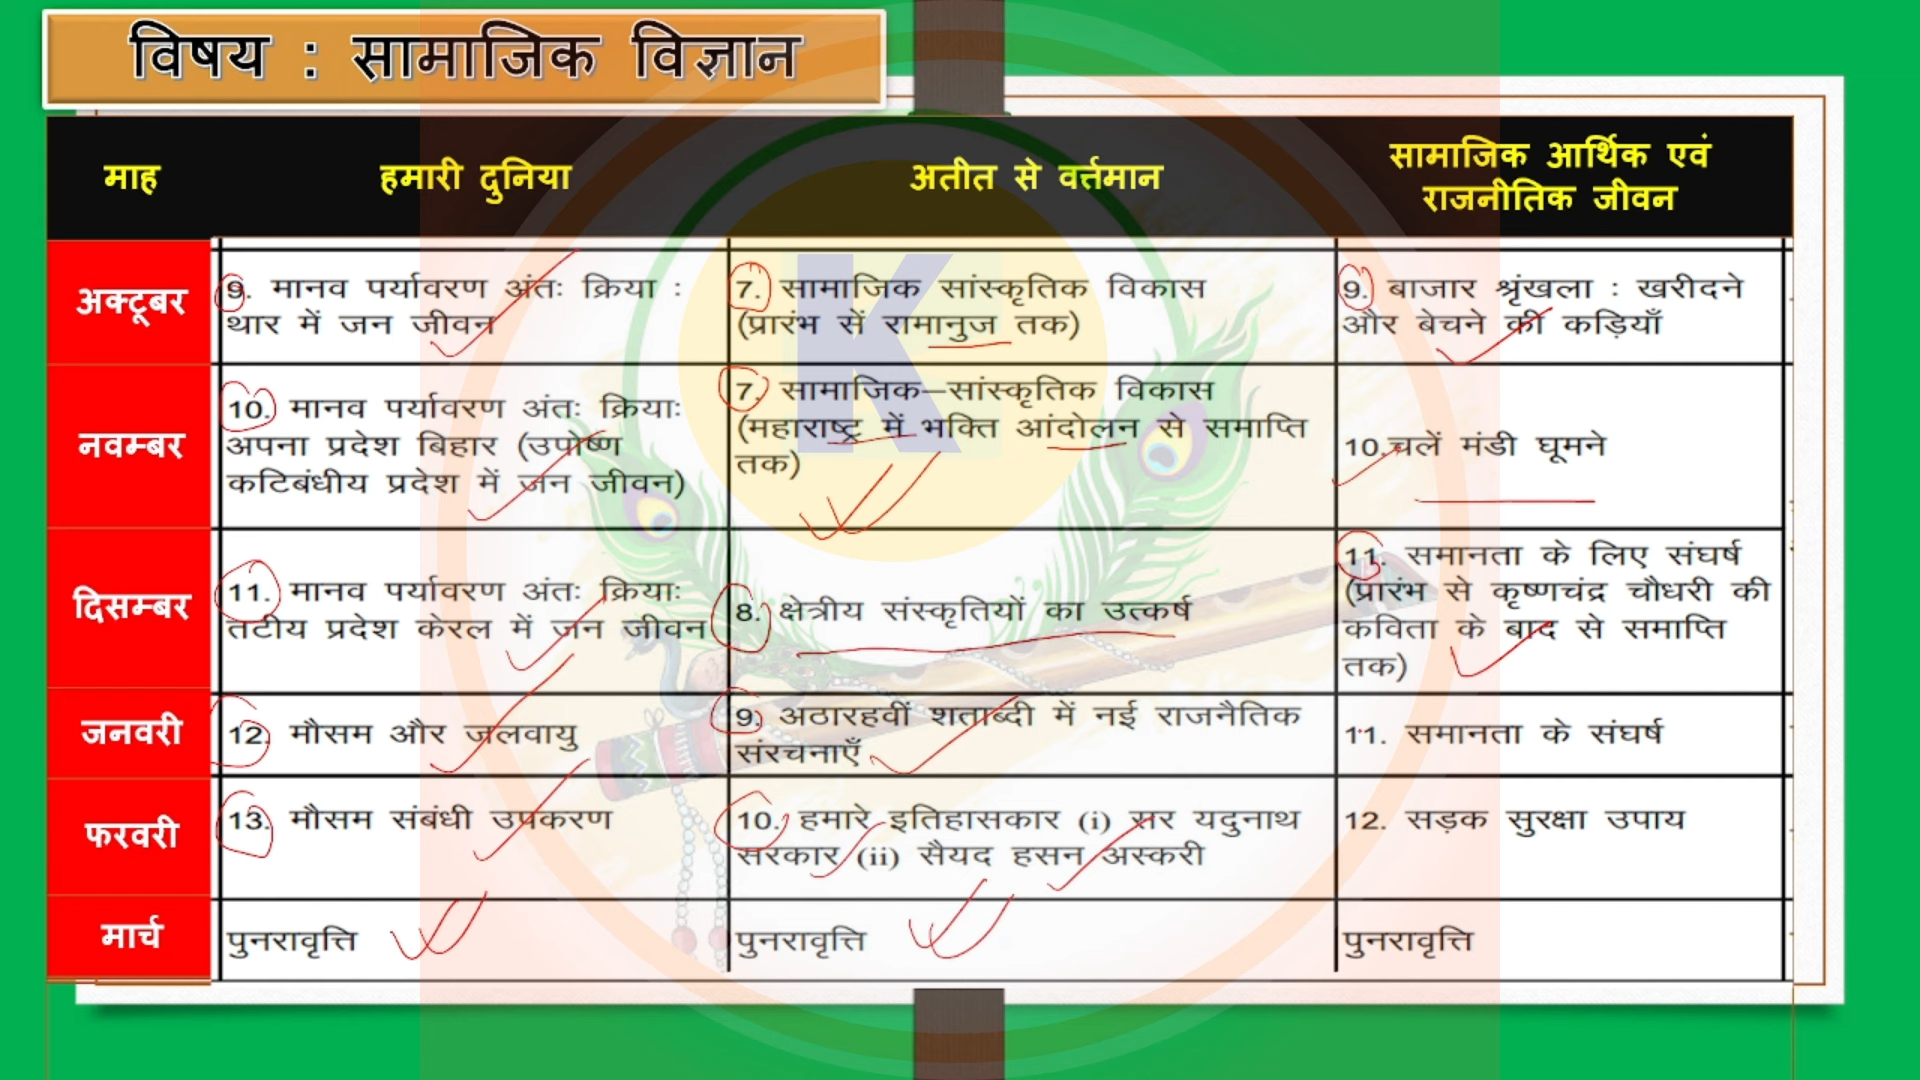 विषय : सामाजिक विज्ञान
माह
हमारी दुनिया
अतीत से वर्त्तमान
सामाजिक आर्थिक एवं
राजनीतिक जीवन
अक्टूबर
9. मानव पर्यावरण अंतः क्रिया :
थार में जन जीवन
7. सामाजिक सांस्कृतिक विकास
(प्रारंभ सें रामानुज तक)
9. बाजार श्रृंखला : खरीदने
और बेचने की कड़ियाँ
नवम्बर
10. मानव पर्यावरण अंतः क्रियाः
अपना प्रदेश बिहार (उपोष्ण
कटिबंधीय प्रदेश में जन जीवन)
7. सामाजिक–सांस्कृतिक विकास
(महाराष्ट्र में भक्ति आंदोलन से समाप्ति
तक)
10.चलें मंडी घूमने
दिसम्बर
11. मानव पर्यावरण अंतः क्रियाः
तटीय प्रदेश केरल में जन जीवन
8. क्षेत्रीय संस्कृतियों का उत्कर्ष
11. समानता के लिए संघर्ष
(प्रारंभ से कृष्णचंद्र चौधरी की
कविता के बाद से समाप्ति
तक)
जनवरी
12. मौसम और जलवायु
9. अठारहवीं शताब्दी में नई राजनैतिक
संरचनाएँ
11. समानता के संघर्ष
फरवरी
13. मौसम संबंधी उपकरण
10. हमारे इतिहासकार (i) सर यदुनाथ
सरकार (ii) सैयद हसन अस्करी
12. सड़क सुरक्षा उपाय
मार्च
पुनरावृत्ति
पुनरावृत्ति
पुनरावृत्ति
K